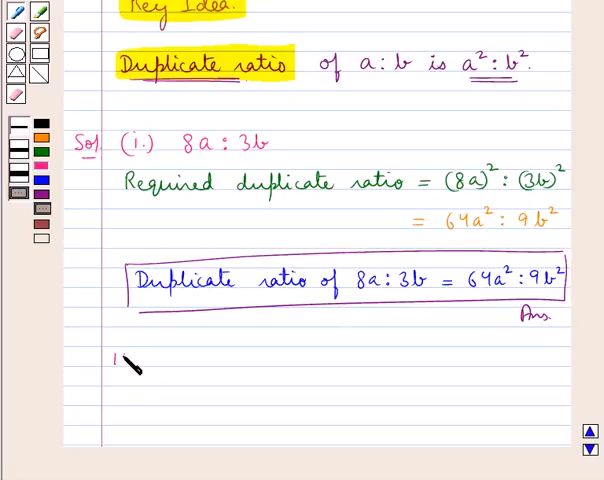 Key Idea.
Duplicate ratio of a : b is a² : b².
Sol. (i.) 8a : 3b
Required duplicate ratio = (8a)² : (3b)²
= 64a² : 9b²
Duplicate ratio of 8a : 3b = 64a² : 9b²
Ans.